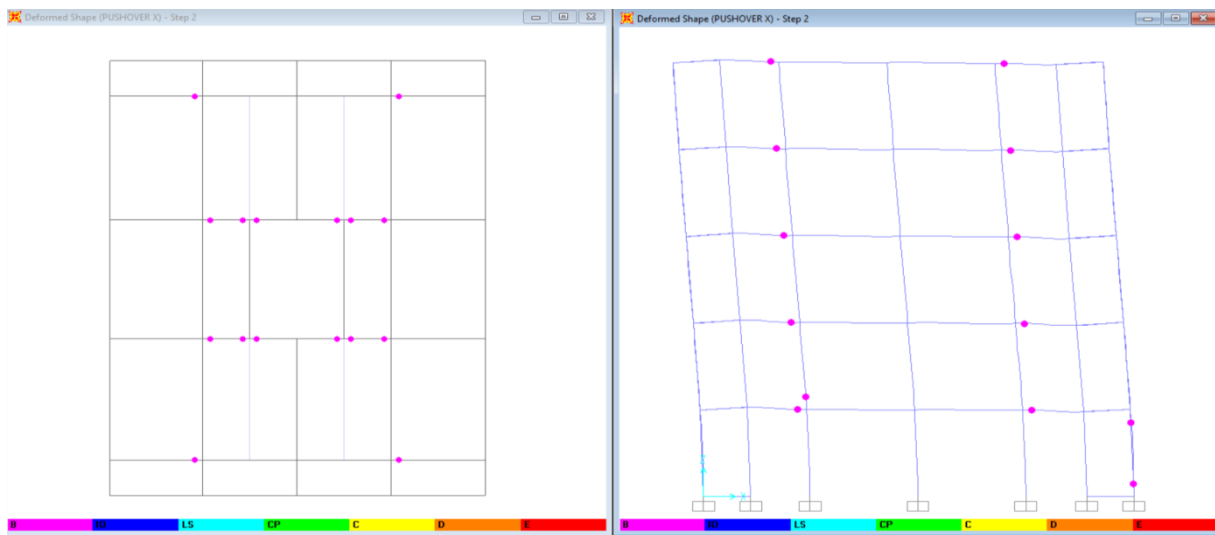 Deformed Shape (PUSHOVER X) - Step 2
B IO LS CP C D E
Deformed Shape (PUSHOVER X) - Step 2
X
B IO LS CP C D E